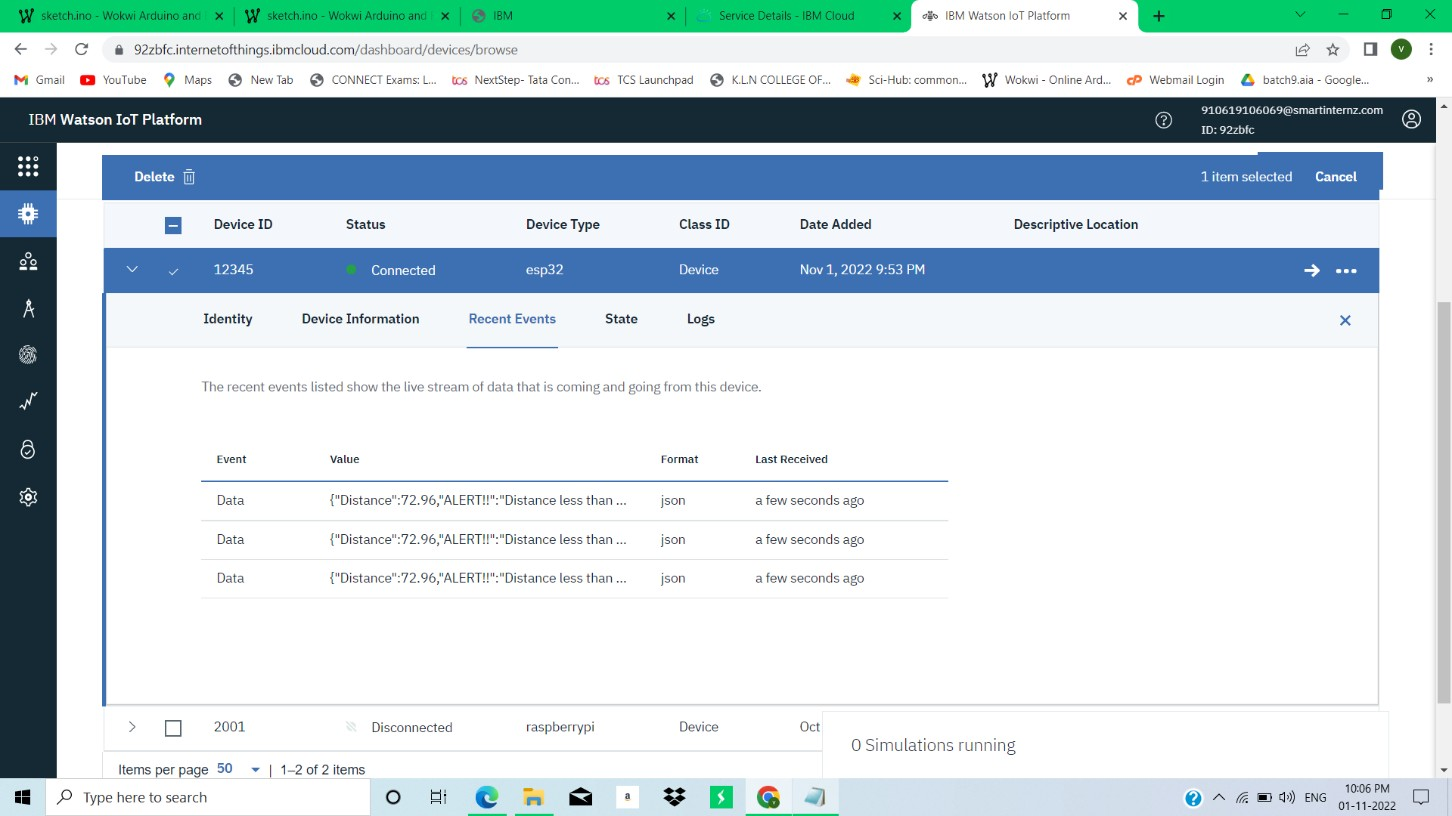 sketch.ino - Wokwi Arduino and
sketch.ino - Wokwi Arduino and
IBM
Service Details - IBM Cloud
IBM Watson IoT Platform
92zbfc.internetofthings.ibmcloud.com/dashboard/devices/browse
V
Gmail
YouTube
Maps
New Tab
CONNECT Exams: L...
tcs NextStep- Tata Con...
tcs TCS Launchpad
K.L.N COLLEGE OF...
Sci-Hub: common...
Wokwi - Online Ard...
cP Webmail Login
batch9.aia - Google...
»
IBM Watson IoT Platform
910619106069@smartinternz.com
ID: 92zbfc
Delete
1 item selected
Cancel
Device ID Status Device Type Class ID Date Added Descriptive Location
12345 Connected esp32 Device Nov 1, 2022 9:53 PM
Identity Device Information Recent Events State Logs
The recent events listed show the live stream of data that is coming and going from this device.
Event Value Format Last Received
Data {"Distance":72.96,"ALERT!!":"Distance less than ... json a few seconds ago
Data {"Distance":72.96,"ALERT!!":"Distance less than ... json a few seconds ago
Data {"Distance":72.96,"ALERT!!":"Distance less than ... json a few seconds ago
2001 Disconnected raspberrypi Device Oct
0 Simulations running
Items per page 50 | 1–2 of 2 items
Type here to search
a
ENG
10:06 PM
01-11-2022